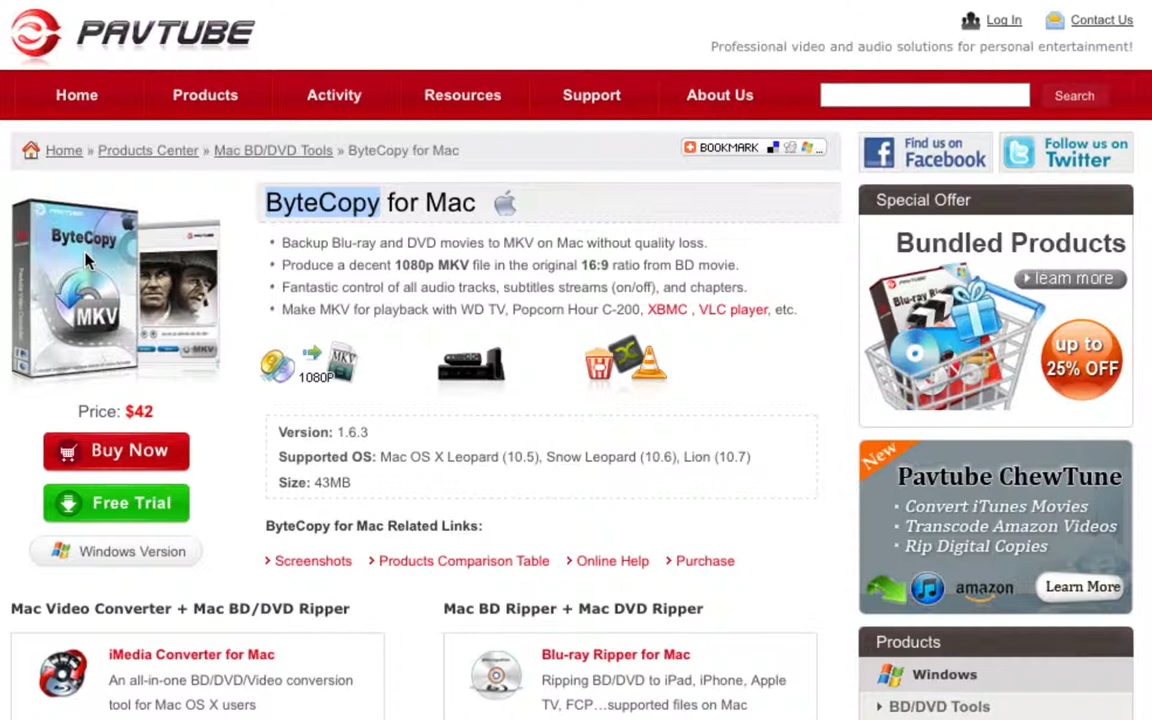 PAVTUBE
Log In
Contact Us
Professional video and audio solutions for personal entertainment!
Home
Products
Activity
Resources
Support
About Us
Search
Home » Products Center » Mac BD/DVD Tools » ByteCopy for Mac
BOOKMARK
Find us on
Facebook
Follow us on
Twitter
ByteCopy for Mac
• Backup Blu-ray and DVD movies to MKV on Mac without quality loss.
• Produce a decent 1080p MKV file in the original 16:9 ratio from BD movie.
• Fantastic control of all audio tracks, subtitles streams (on/off), and chapters.
• Make MKV for playback with WD TV, Popcorn Hour C-200, XBMC , VLC player, etc.
PAVTUBE
ByteCopy
MKV
MKV
MKV
1080P
Price: $42
Buy Now
Free Trial
Windows Version
Version: 1.6.3
Supported OS: Mac OS X Leopard (10.5), Snow Leopard (10.6), Lion (10.7)
Size: 43MB
ByteCopy for Mac Related Links:
Screenshots
Products Comparison Table
Online Help
Purchase
Mac Video Converter + Mac BD/DVD Ripper
iMedia Converter for Mac
An all-in-one BD/DVD/Video conversion
tool for Mac OS X users
Mac BD Ripper + Mac DVD Ripper
Blu-ray Ripper for Mac
Ripping BD/DVD to iPad, iPhone, Apple
TV, FCP…supported files on Mac
Special Offer
Bundled Products
learn more
PAVTUBE
Blu-ray
up to
25% OFF
New
Pavtube ChewTune
· Convert iTunes Movies
· Transcode Amazon Videos
· Rip Digital Copies
amazon
Learn More
Products
Windows
BD/DVD Tools